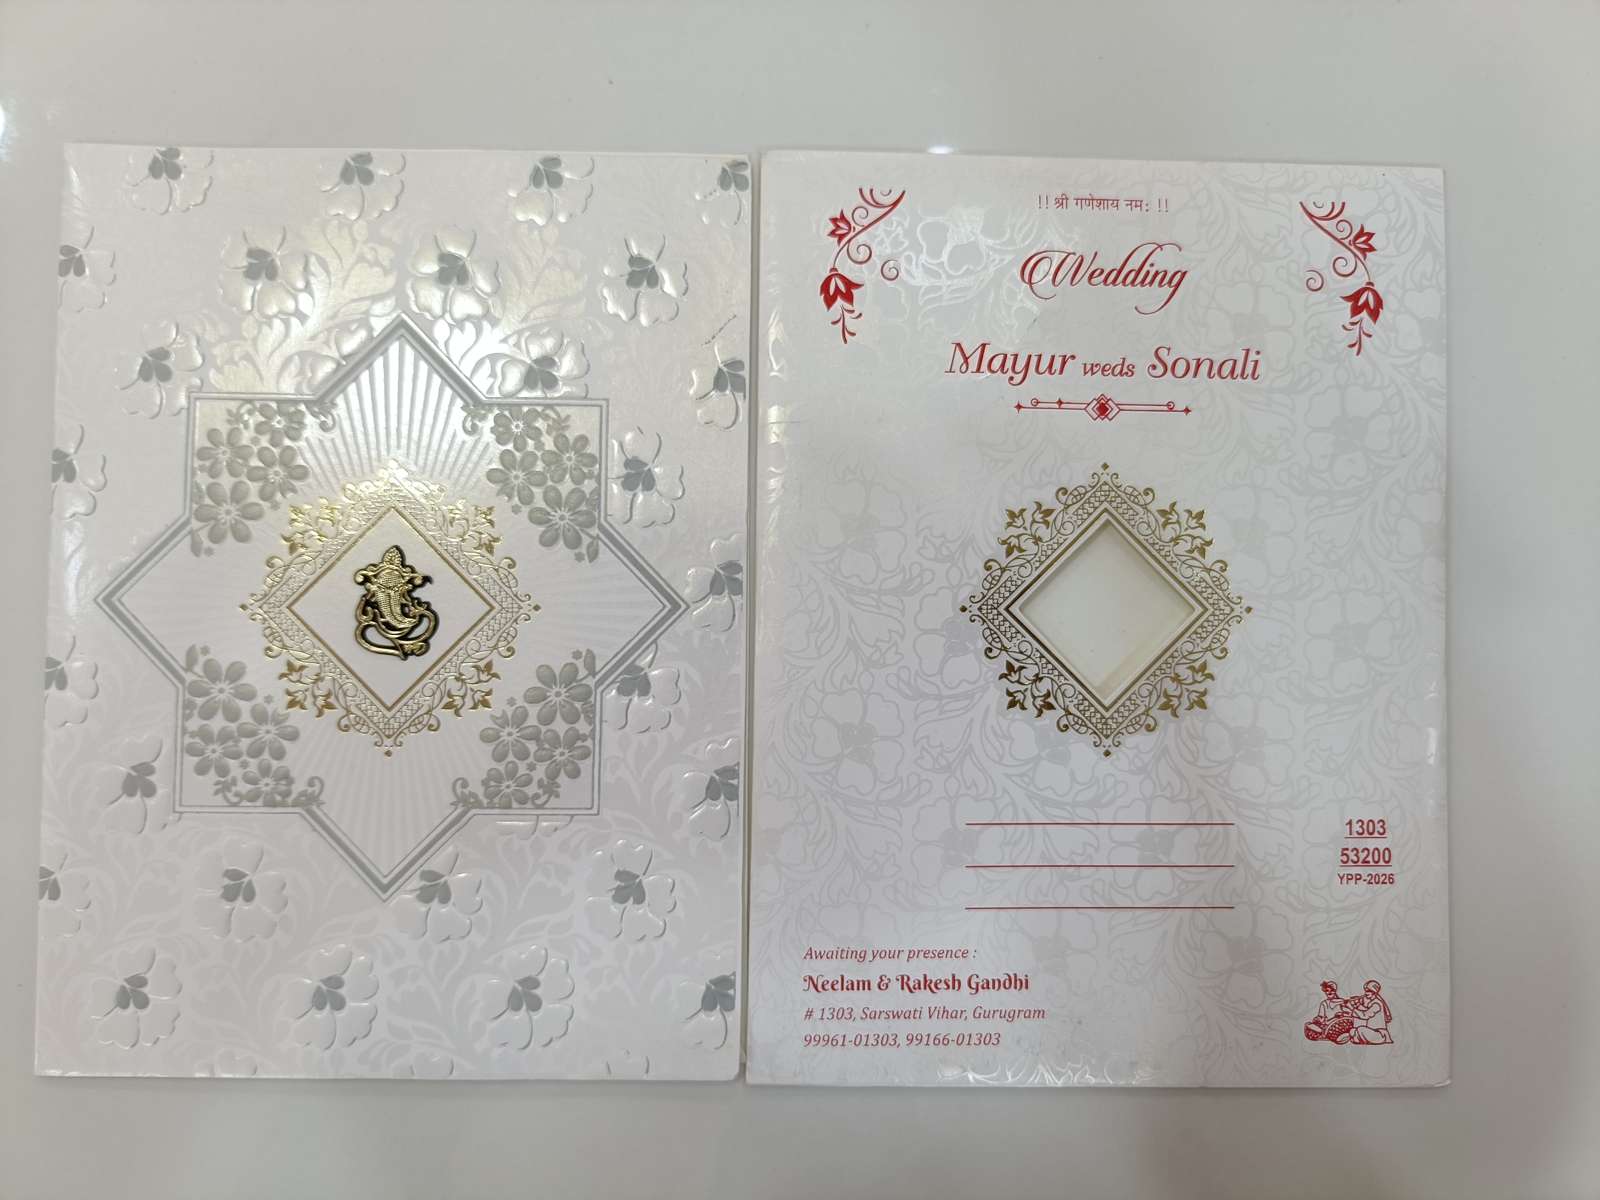 !! श्री गणेशाय नमः !!
Wedding
Mayur weds Sonali
1303
53200
YPP-2026
Awaiting your presence :
Neelam & Rakesh Gandhi
# 1303, Sarswati Vihar, Gurugram
99961-01303, 99166-01303